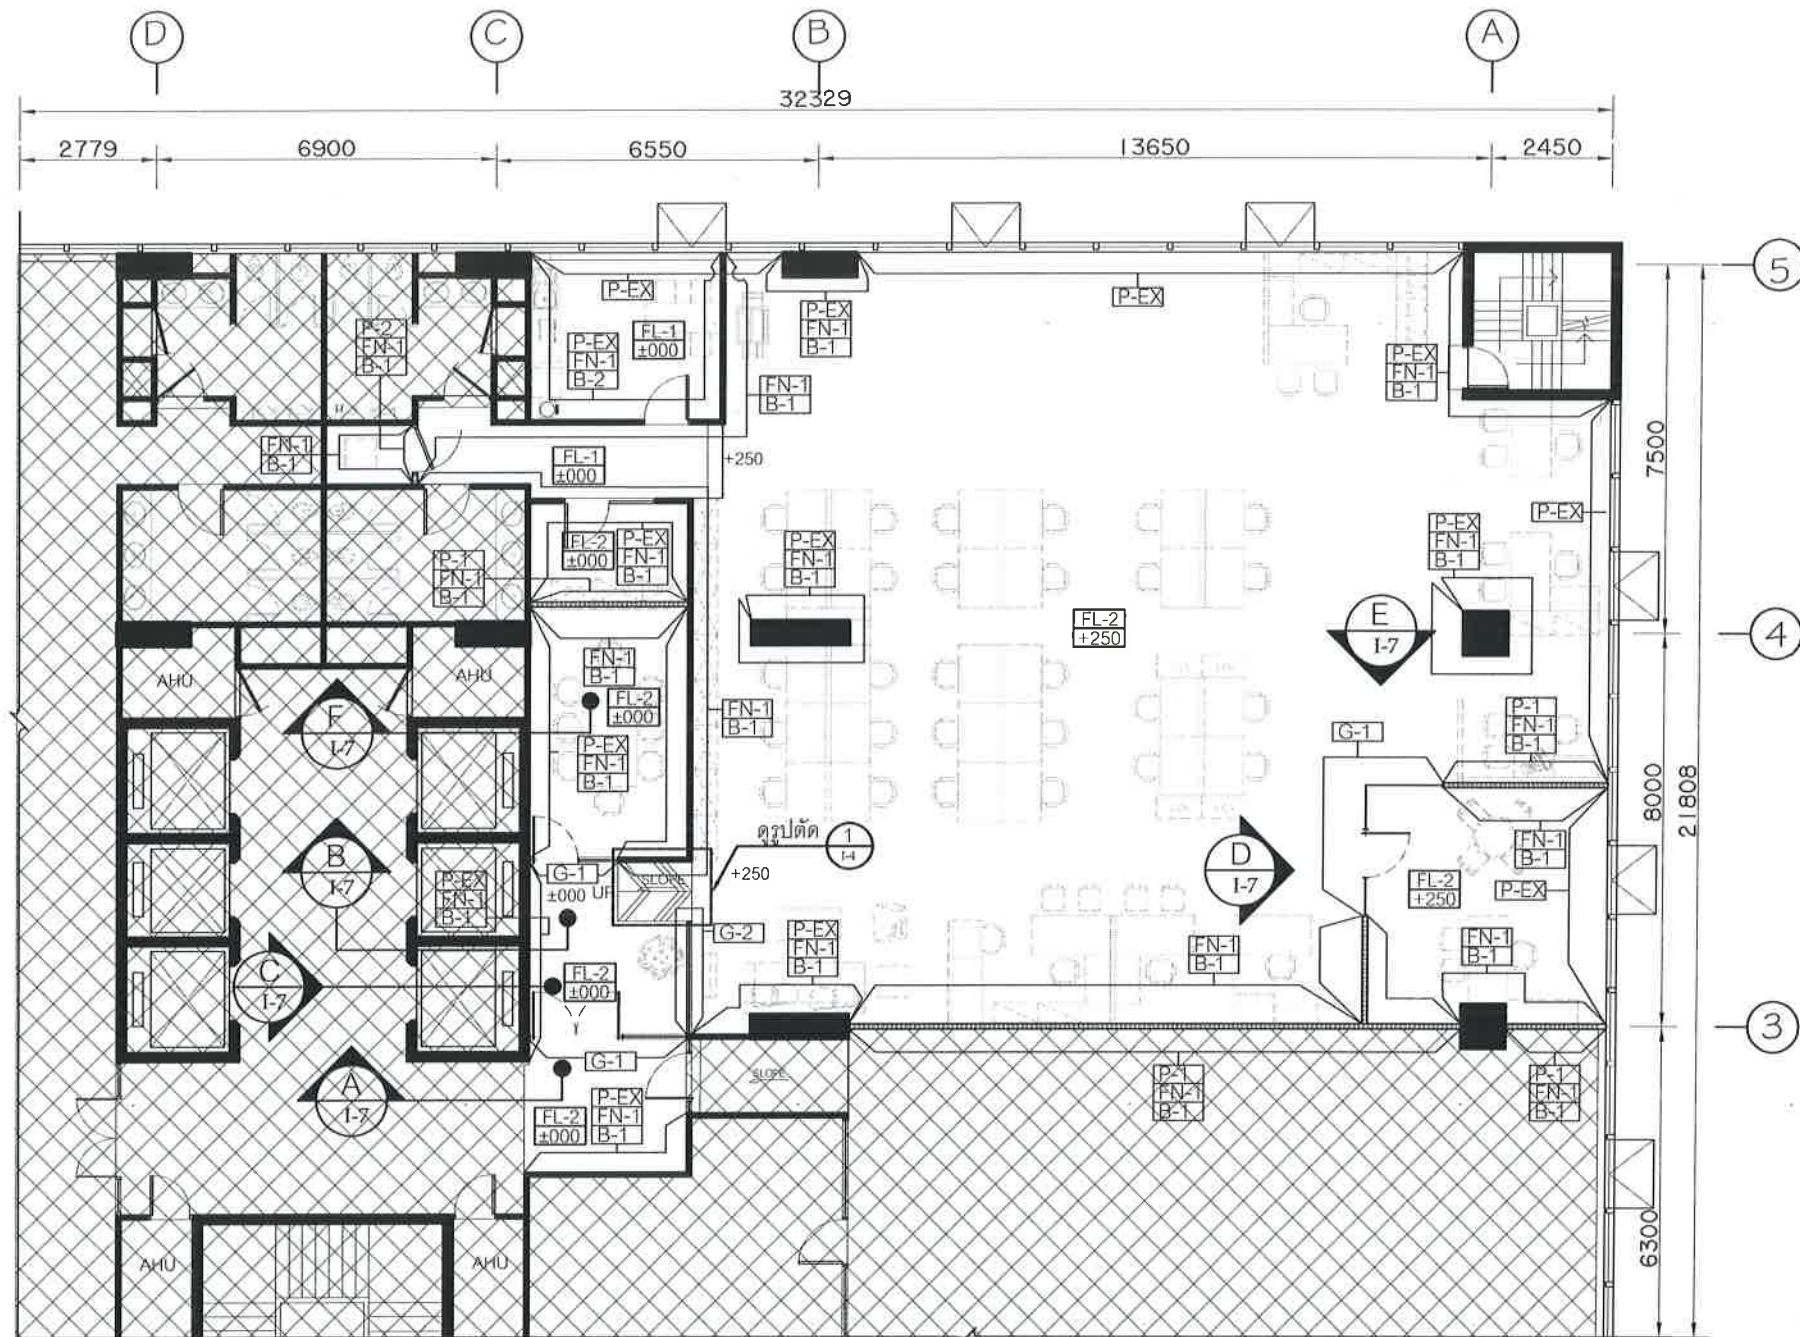 D
C
B
A
32329
2779
6900
6550
13650
2450
5
P-EX
P-EX
P-EX
FN-1
B-1
P-2
FN-1
B-1
FL-1
±000
P-EX
FN-1
B-2
P-EX
FN-1
B-1
FN-1
B-1
7500
FN-1
B-1
FL-1
±000
+250
P-EX
P-EX
FN-1
B-1
P-EX
FN-1
B-1
P-EX
FN-1
B-1
FL-2
±000
P-1
FN-1
B-1
FL-2
+250
E
I-7
4
AHU
AHU
FN-1
B-1
FL-2
±000
F
I-7
FN-1
B-1
P-1
FN-1
B-1
G-1
P-EX
FN-1
B-1
8000
21808
ดูรูปตัด
1
I-4
FN-1
B-1
B
I-7
D
I-7
G-1
SLOPE
+250
±000
UP
P-EX
FN-1
B-1
FL-2
+250
P-EX
G-2
P-EX
FN-1
B-1
FN-1
B-1
FN-1
B-1
C
I-7
FL-2
±000
3
G-1
SLOPE
A
I-7
P-EX
FN-1
B-1
FL-2
±000
P-1
FN-1
B-1
P-1
FN-1
B-1
6300
AHU
AHU